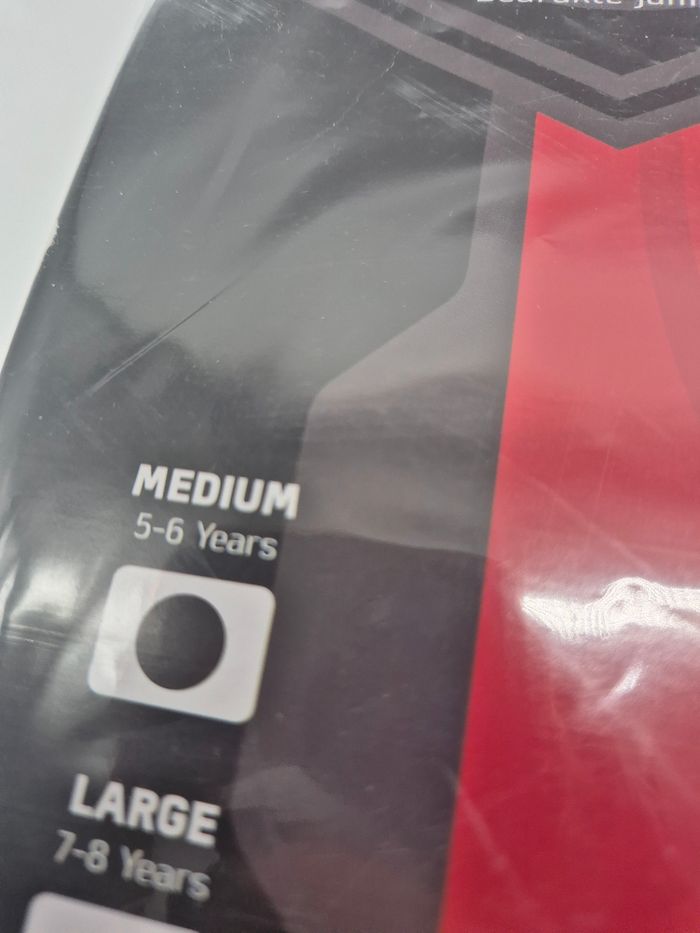 MEDIUM
5-6 Years
LARGE
7-8 Years